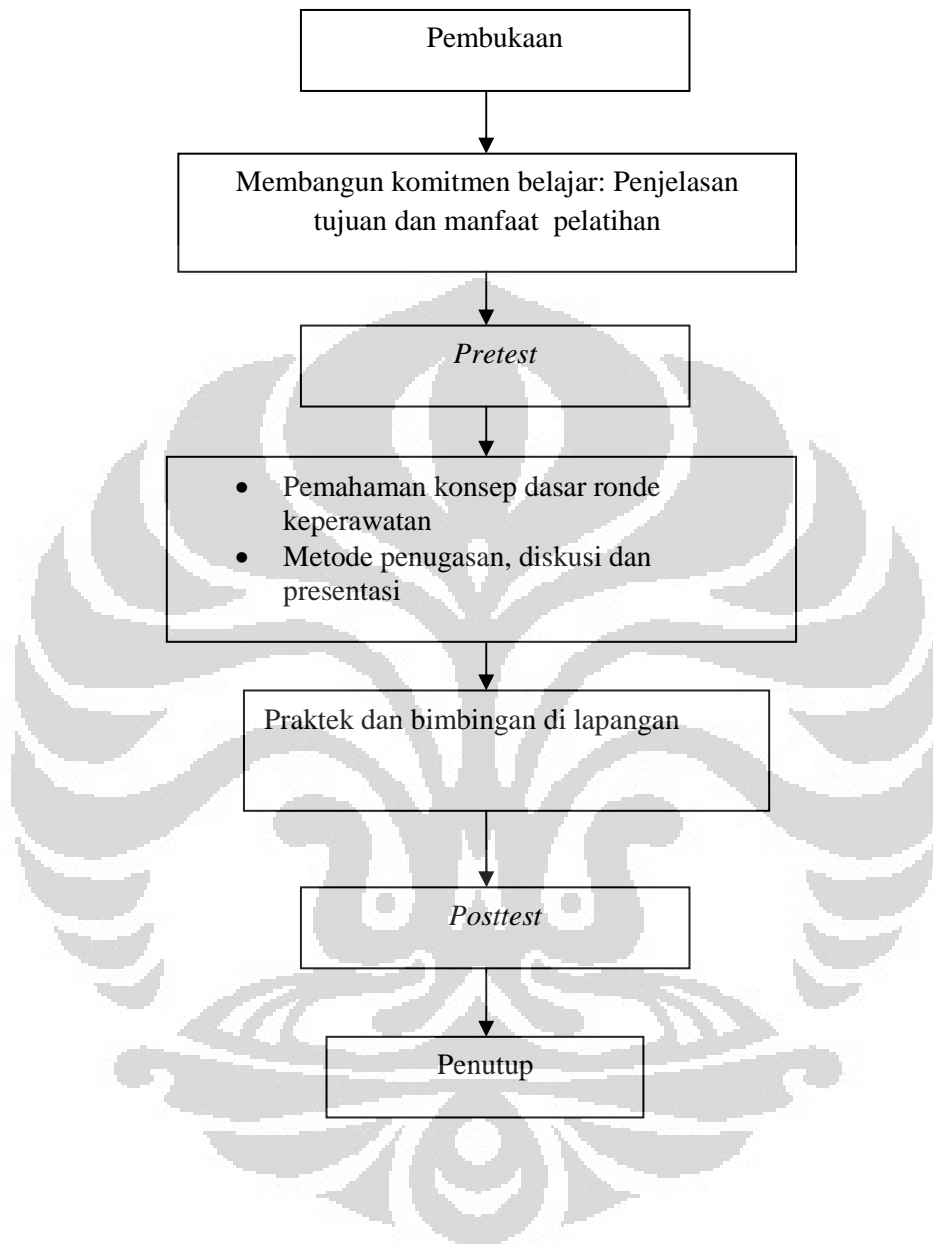 Pembukaan
Membangun komitmen belajar: Penjelasan
tujuan dan manfaat pelatihan
Pretest
• Pemahaman konsep dasar ronde
keperawatan
• Metode penugasan, diskusi dan
presentasi
Praktek dan bimbingan di lapangan
Posttest
Penutup